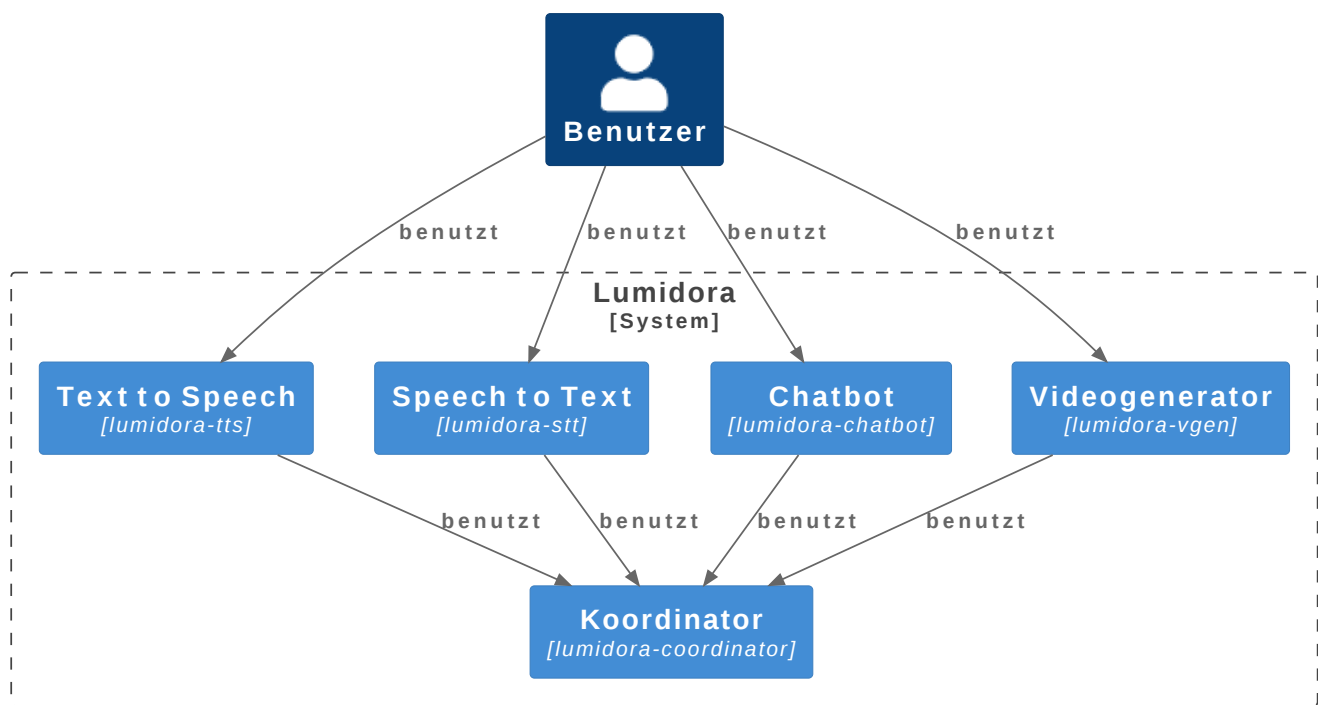 Benutzer
benutzt benutzt benutzt benutzt
Lumidora
[System]
Text to Speech Speech to Text Chatbot Videogenerator
[lumidora-tts] [lumidora-stt] [lumidora-chatbot] [lumidora-vgen]
benutzt benutzt benutzt benutzt
Koordinator
[lumidora-coordinator]